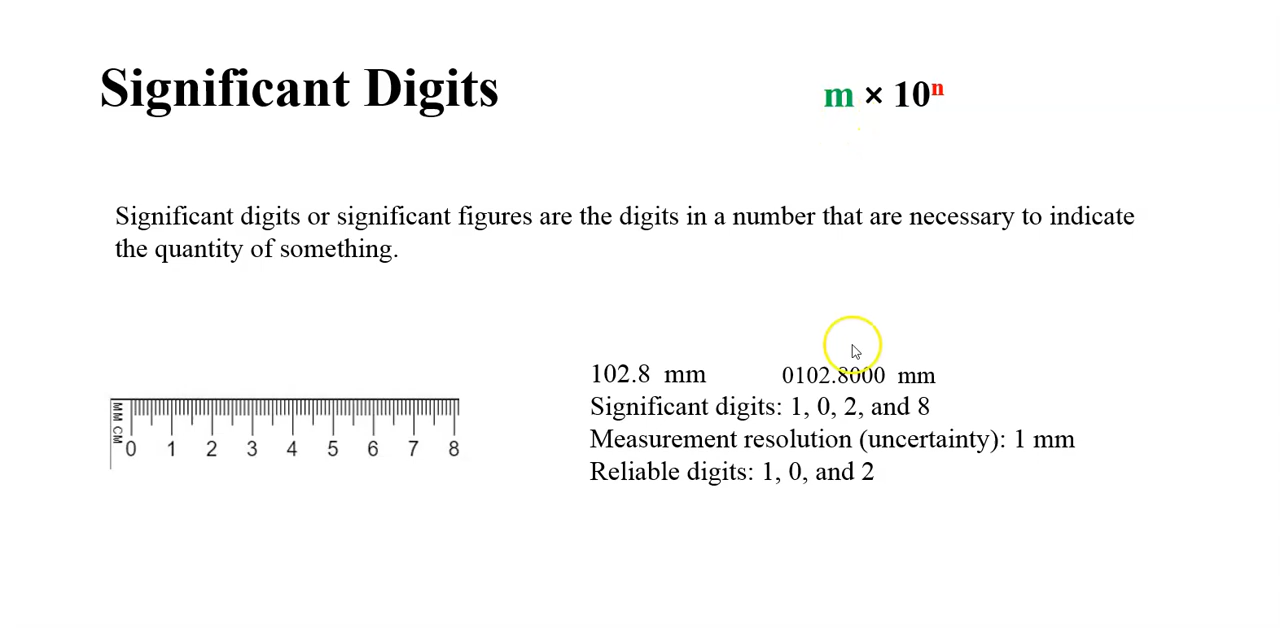 Significant Digits
m × 10ⁿ
Significant digits or significant figures are the digits in a number that are necessary to indicate
the quantity of something.
102.8 mm 0102.8000 mm
Significant digits: 1, 0, 2, and 8
Measurement resolution (uncertainty): 1 mm
Reliable digits: 1, 0, and 2
MM CM
0 1 2 3 4 5 6 7 8